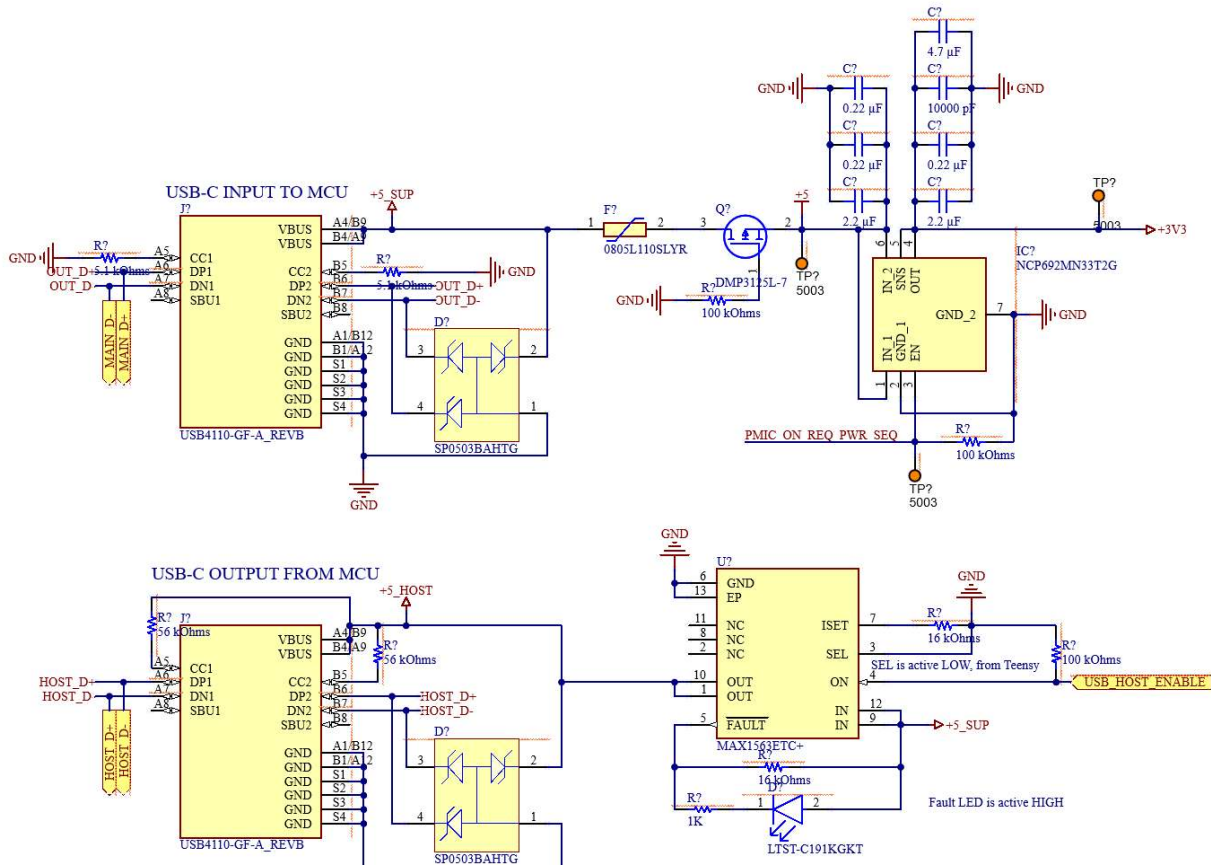 C?
4.7 µF
C?
GND
0.22 µF
C?
10000 pF
GND
C?
0.22 µF
C?
0.22 µF
C?
2.2 µF
C?
2.2 µF
USB-C INPUT TO MCU
J?
+5_SUP
VBUS
VBUS
A4/B9
B4/A9
F?
1
2
0805L110SLYR
Q?
3
2
1
DMP3125L-7
+5
TP?
5003
TP?
5003
+3V3
GND
R?
5.1 kOhms
A5
CC1
OUT_D+
A6
DP1
OUT_D-
A7
DN1
A8
SBU1
MAIN_D-
MAIN_D+
CC2
B5
R?
5.1 kOhms
GND
DP2
B6
OUT_D+
DN2
B7
OUT_D-
SBU2
B8
GND
A1/B12
GND
B1/A12
GND
S1
GND
S2
GND
S3
GND
S4
USB4110-GF-A_REVB
D?
3
2
4
1
SP0503BAHTG
GND
GND
R?
100 kOhms
6
5
4
IN_2
SNS
OUT
IC?
NCP692MN33T2G
GND_2
7
GND
IN_1
GND_1
EN
1
2
3
PMIC_ON_REQ_PWR_SEQ
R?
100 kOhms
TP?
5003
USB-C OUTPUT FROM MCU
J?
+5_HOST
R?
56 kOhms
VBUS
VBUS
A4/B9
B4/A9
R?
56 kOhms
A5
CC1
HOST_D+
A6
DP1
HOST_D-
A7
DN1
A8
SBU1
HOST_D+
HOST_D-
CC2
B5
DP2
B6
HOST_D+
DN2
B7
HOST_D-
SBU2
B8
GND
A1/B12
GND
B1/A12
GND
S1
GND
S2
GND
S3
GND
S4
USB4110-GF-A_REVB
D?
3
2
4
1
SP0503BAHTG
GND
U?
6
GND
13
EP
11
NC
8
NC
2
NC
10
OUT
1
OUT
5
FAULT
MAX1563ETC+
ISET
7
R?
16 kOhms
GND
SEL
3
SEL is active LOW, from Teensy
R?
100 kOhms
ON
4
USB_HOST_ENABLE
IN
12
IN
9
+5_SUP
R?
16 kOhms
R?
1K
D?
1
2
LTST-C191KGKT
Fault LED is active HIGH